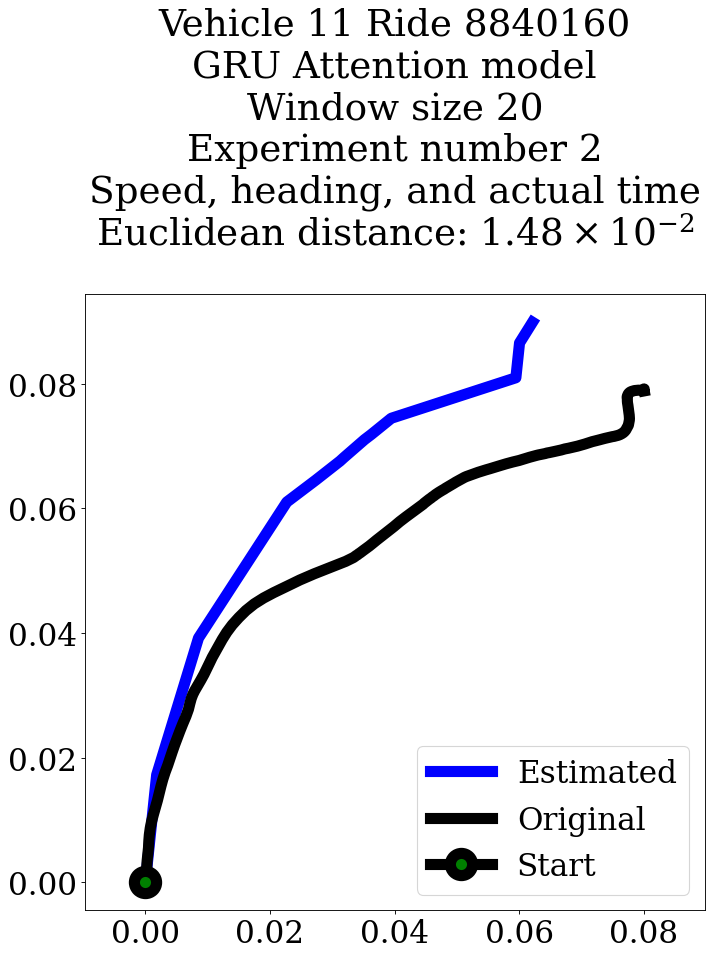 Vehicle 11 Ride 8840160
GRU Attention model
Window size 20
Experiment number 2
Speed, heading, and actual time
Euclidean distance: 1.48 × 10⁻²
0.08
0.06
0.04
0.02
0.00
Estimated
Original
Start
0.00 0.02 0.04 0.06 0.08